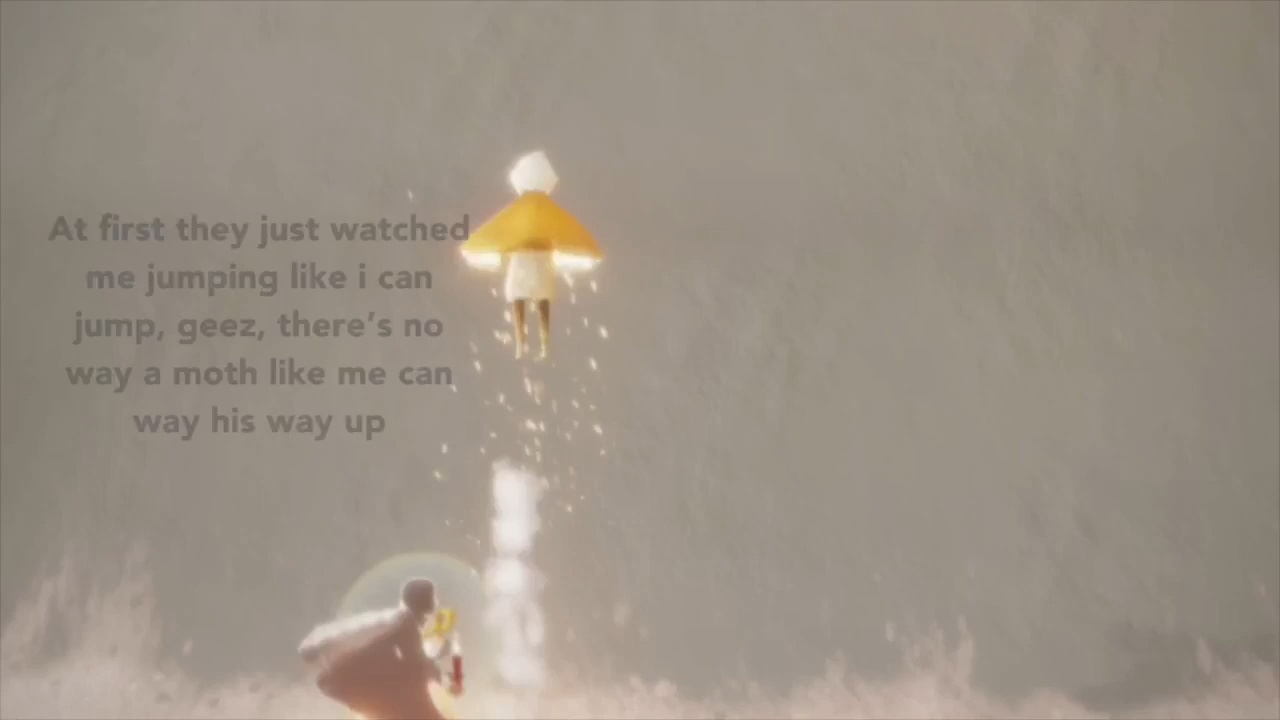 At first they just watched
me jumping like i can
jump, geez, there's no
way a moth like me can
way his way up